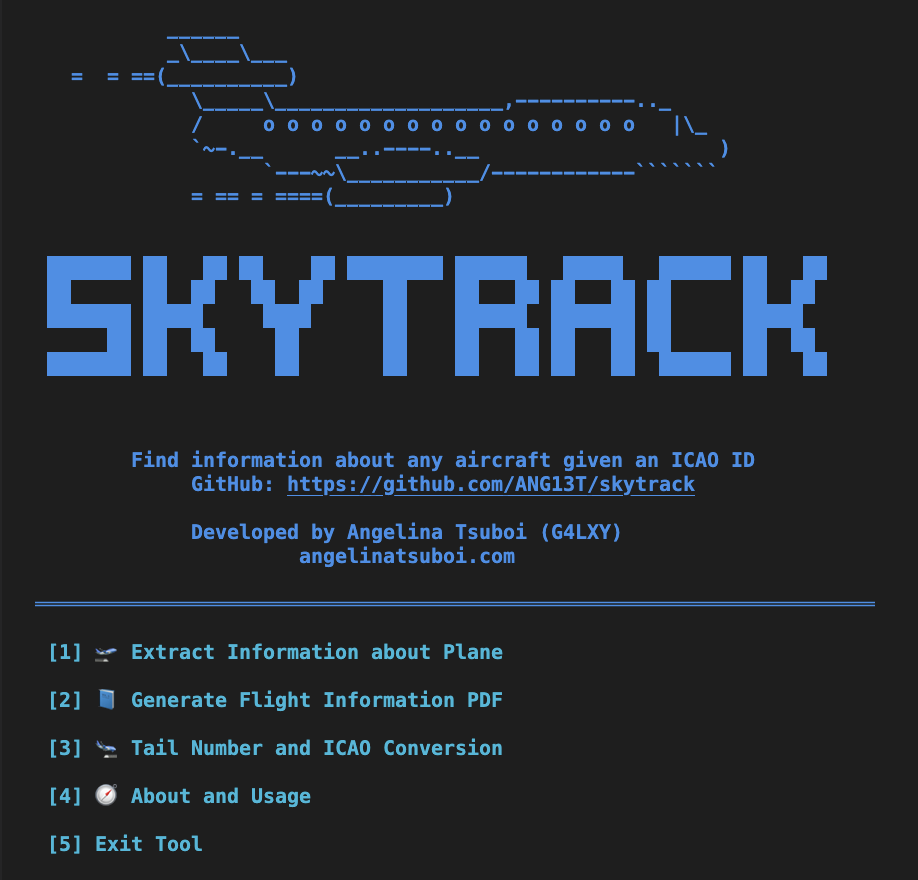 SKYTRACK
Find information about any aircraft given an ICAO ID
GitHub: https://github.com/ANG13T/skytrack
Developed by Angelina Tsuboi (G4LXY)
angelinatsuboi.com
[1] 🛫 Extract Information about Plane
[2] 📘 Generate Flight Information PDF
[3] 🛬 Tail Number and ICAO Conversion
[4] 🧭 About and Usage
[5] Exit Tool